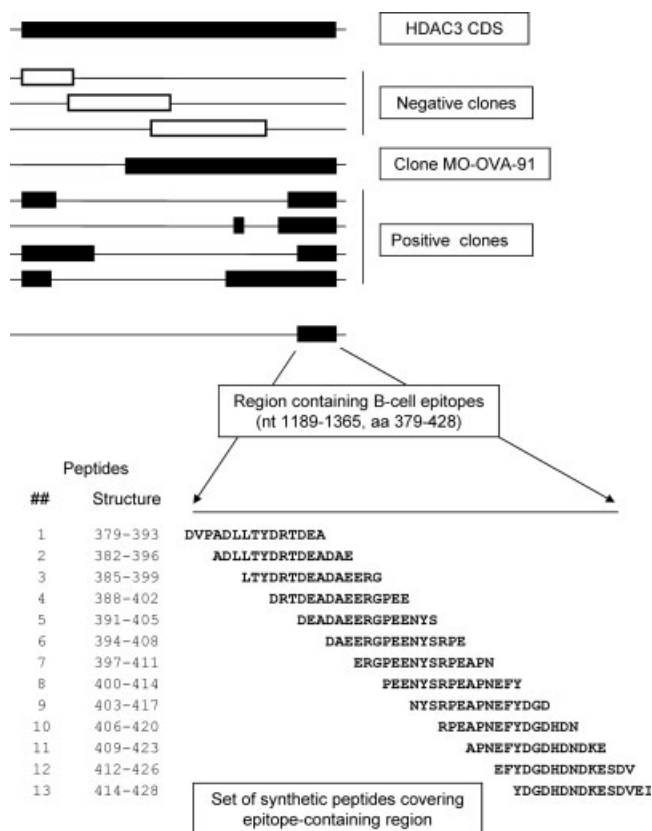 HDAC3 CDS
Negative clones
Clone MO-OVA-91
Positive clones
Region containing B-cell epitopes
(nt 1189-1365, aa 379-428)
Peptides
## Structure
1 379-393 DVPADLLTYDRTDEA
2 382-396 ADLLTYDRTDEADAE
3 385-399 LTYDRTDEADAEERG
4 388-402 DRTDEADAEERGPEE
5 391-405 DEADAEERGPEENYS
6 394-408 DAEERGPEENYSRPE
7 397-411 ERGPEENYSRPEAPN
8 400-414 PEENYSRPEAPNEFY
9 403-417 NYSRPEAPNEFYDGD
10 406-420 RPEAPNEFYDGDHDN
11 409-423 APNEFYDGDHDNDKE
12 412-426 EFYDGDHDNDKESDV
13 414-428 YDGDHDNDKESDVEI
Set of synthetic peptides covering
epitope-containing region